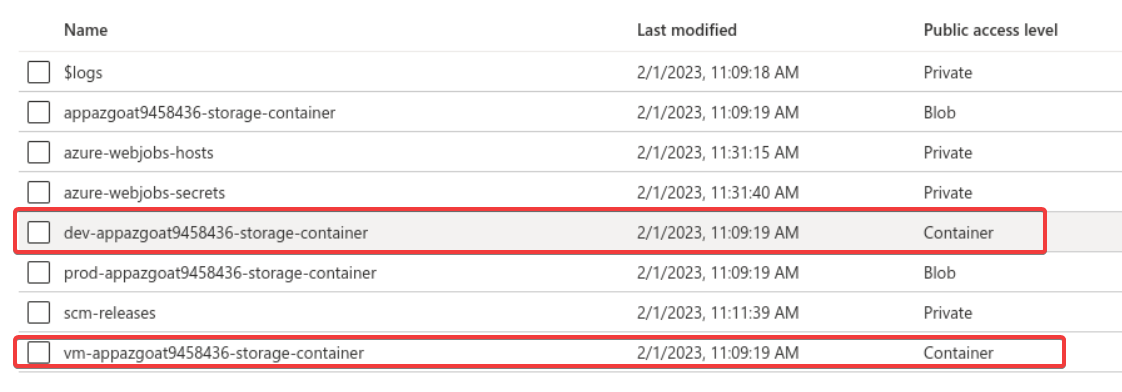 Name Last modified Public access level
$logs 2/1/2023, 11:09:18 AM Private
appazgoat9458436-storage-container 2/1/2023, 11:09:19 AM Blob
azure-webjobs-hosts 2/1/2023, 11:31:15 AM Private
azure-webjobs-secrets 2/1/2023, 11:31:40 AM Private
dev-appazgoat9458436-storage-container 2/1/2023, 11:09:19 AM Container
prod-appazgoat9458436-storage-container 2/1/2023, 11:09:19 AM Blob
scm-releases 2/1/2023, 11:11:39 AM Private
vm-appazgoat9458436-storage-container 2/1/2023, 11:09:19 AM Container